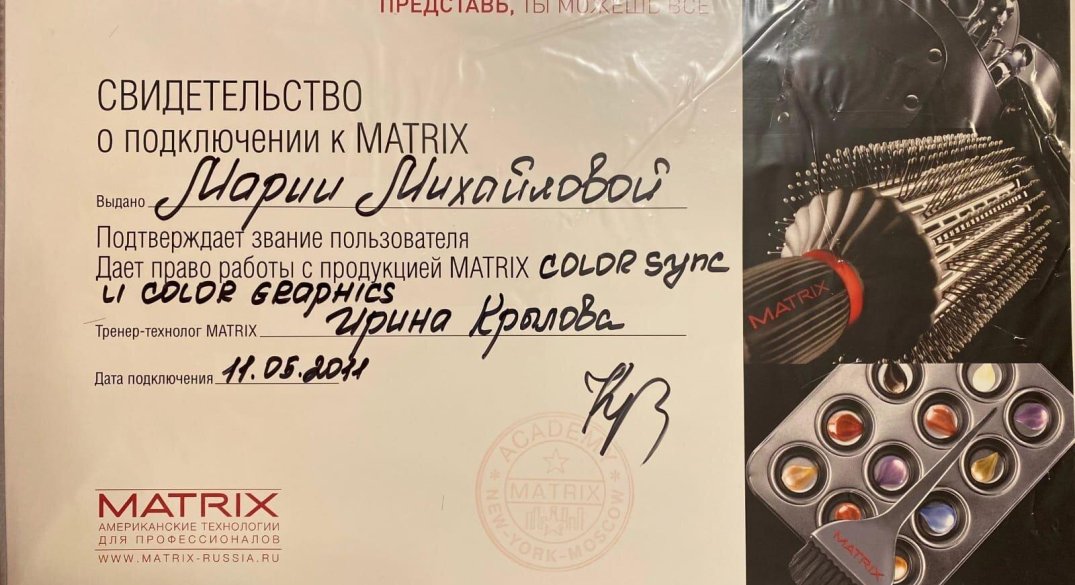 ПРЕДСТАВЬ, ТЫ МОЖЕШЬ ВСЁ
СВИДЕТЕЛЬСТВО
о подключении к MATRIX
Выдано Марии Михайловой
Подтверждает звание пользователя
Дает право работы с продукцией MATRIX COLOR Sync
и COLOR GRAPHICS
Тренер-технолог MATRIX Ирина Крылова
Дата подключения 11.05.2011
ACADEMY
MATRIX
NEW-YORK-MOSCOW
MATRIX
АМЕРИКАНСКИЕ ТЕХНОЛОГИИ
ДЛЯ ПРОФЕССИОНАЛОВ
WWW.MATRIX-RUSSIA.RU
MATRIX
MATRIX